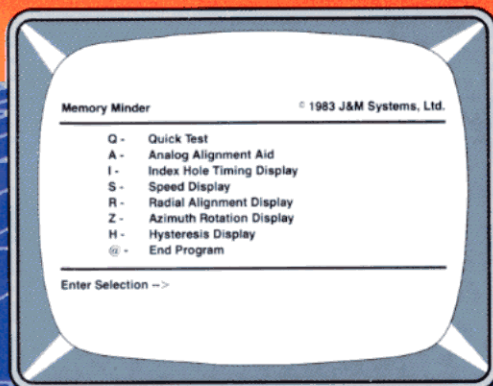 Memory Minder © 1983 J&M Systems, Ltd.
Q - Quick Test
A - Analog Alignment Aid
I - Index Hole Timing Display
S - Speed Display
R - Radial Alignment Display
Z - Azimuth Rotation Display
H - Hysteresis Display
@ - End Program
Enter Selection -->